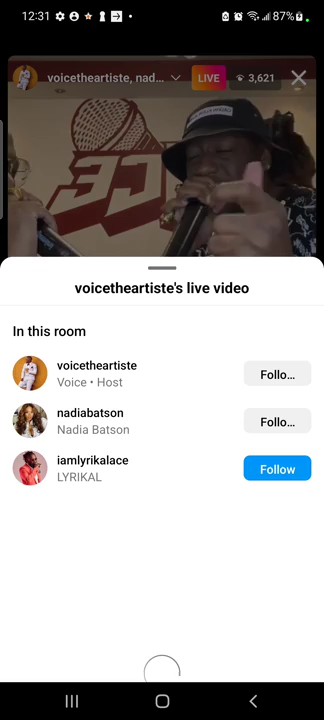 12:31
87%
voicetheartiste, nad...
LIVE
3,621
voicetheartiste's live video
In this room
voicetheartiste
Voice • Host
Follo...
nadiabatson
Nadia Batson
Follo...
iamlyrikalace
LYRIKAL
Follow